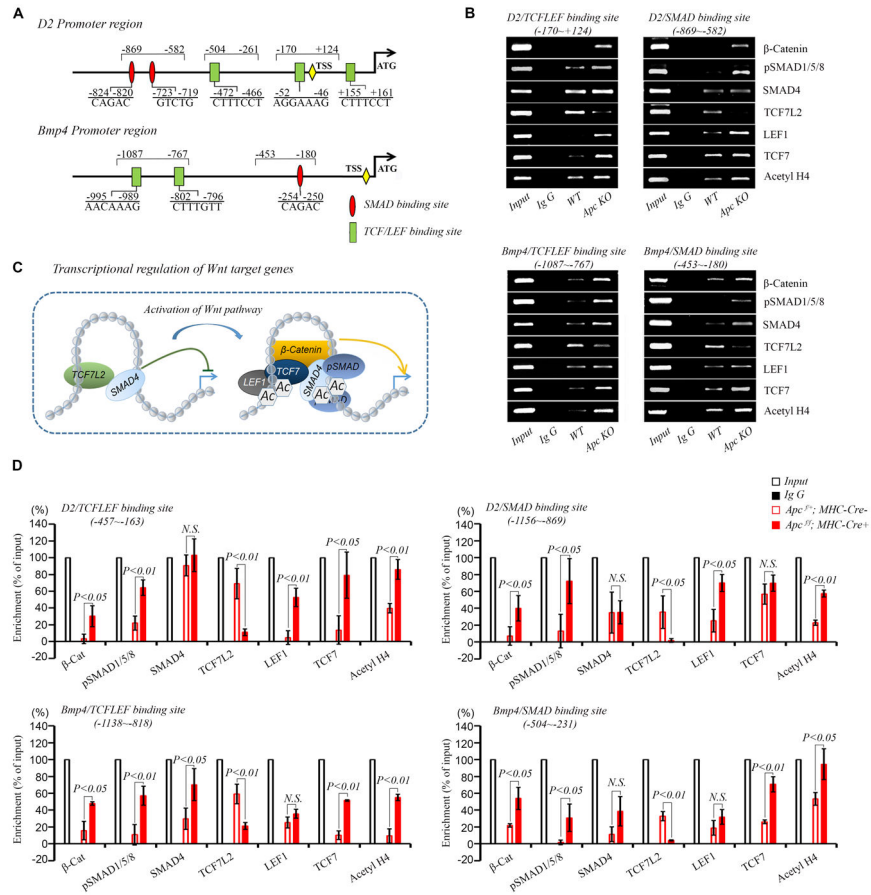 A
D2 Promoter region
-869 -582 -504 -261 -170 +124
TSS
ATG
-824 -820 -723 -719 -472 -466 -52 -46 +155 +161
CAGAC GTCTG CTTTCCT AGGAAAG CTTTCCT
Bmp4 Promoter region
-1087 -767 -453 -180
TSS
ATG
-995 -989 -802 -796 -254 -250
AACAAAG CTTTGTT CAGAC
SMAD binding site
TCF/LEF binding site
B
D2/TCFLEF binding site D2/SMAD binding site
(-170~+124) (-869~-582)
β-Catenin
pSMAD1/5/8
SMAD4
TCF7L2
LEF1
TCF7
Acetyl H4
Input Ig G WT Apc KO Input Ig G WT Apc KO
Bmp4/TCFLEF binding site Bmp4/SMAD binding site
(-1087~-767) (-453~-180)
β-Catenin
pSMAD1/5/8
SMAD4
TCF7L2
LEF1
TCF7
Acetyl H4
Input Ig G WT Apc KO Input Ig G WT Apc KO
C
Transcriptional regulation of Wnt target genes
Activation of Wnt pathway
TCF7L2 SMAD4
β-Catenin
LEF1 TCF7 SMAD4 pSMAD
Ac Ac Ac
D
Input
Ig G
Apc f/+; MHC-Cre-
Apc f/f; MHC-Cre+
(%) D2/TCFLEF binding site
(-457~-163)
Enrichment (% of input)
140
120
100
80
60
40
20
0
-20
P<0.05 P<0.01 N.S. P<0.01 P<0.01 P<0.05 P<0.01
β-Cat pSMAD1/5/8 SMAD4 TCF7L2 LEF1 TCF7 Acetyl H4
(%) D2/SMAD binding site
(-1156~-869)
Enrichment (% of input)
140
120
100
80
60
40
20
0
-20
P<0.05 P<0.05 N.S. P<0.05 P<0.05 N.S. P<0.01
β-Cat pSMAD1/5/8 SMAD4 TCF7L2 LEF1 TCF7 Acetyl H4
(%) Bmp4/TCFLEF binding site
(-1138~-818)
Enrichment (% of input)
140
120
100
80
60
40
20
0
-20
P<0.01 P<0.01 P<0.05 P<0.01 N.S. P<0.01 P<0.01
β-Cat pSMAD1/5/8 SMAD4 TCF7L2 LEF1 TCF7 Acetyl H4
(%) Bmp4/SMAD binding site
(-504~-231)
Enrichment (% of input)
140
120
100
80
60
40
20
0
-20
P<0.05 P<0.05 N.S. P<0.01 N.S. P<0.01 P<0.05
β-Cat pSMAD1/5/8 SMAD4 TCF7L2 LEF1 TCF7 Acetyl H4